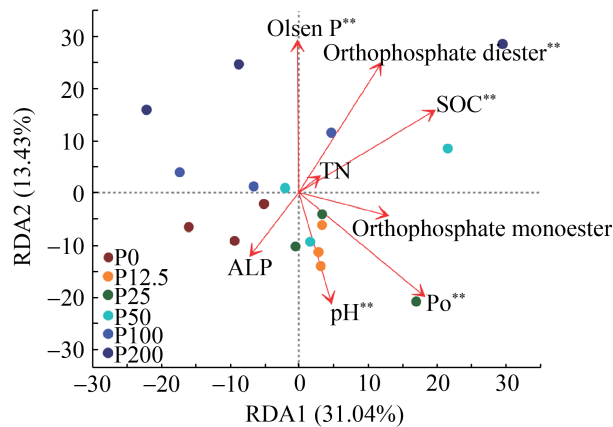 Olsen P**
Orthophosphate diester**
SOC**
TN
Orthophosphate monoester
ALP
pH**
Po**
P0
P12.5
P25
P50
P100
P200
30
20
10
0
−10
−20
−30
RDA2 (13.43%)
−30 −20 −10 0 10 20 30
RDA1 (31.04%)